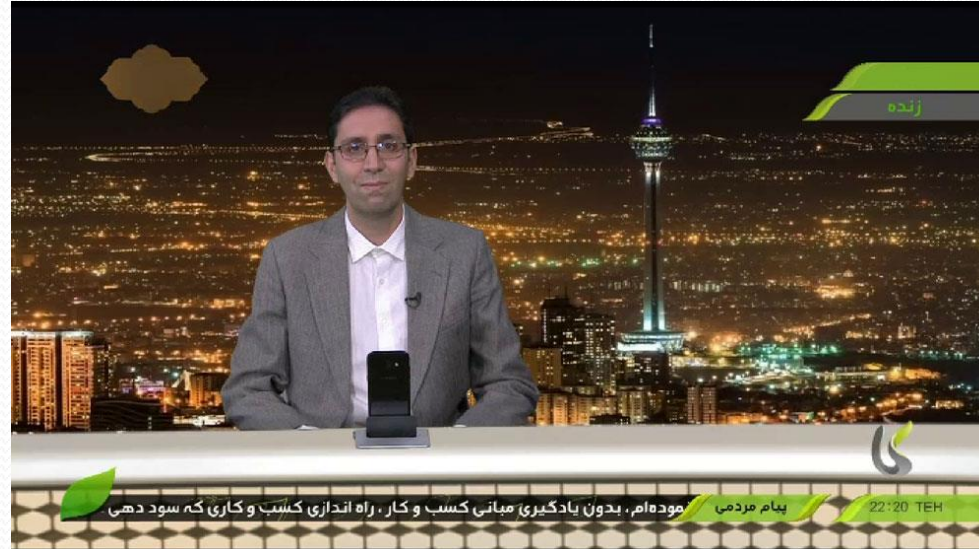 زنده
22:20 TEH
پیام مردمی
موده‌ام، بدون یادگیری مبانی کسب و کار ، راه اندازی کسب و کاری که سود دهی